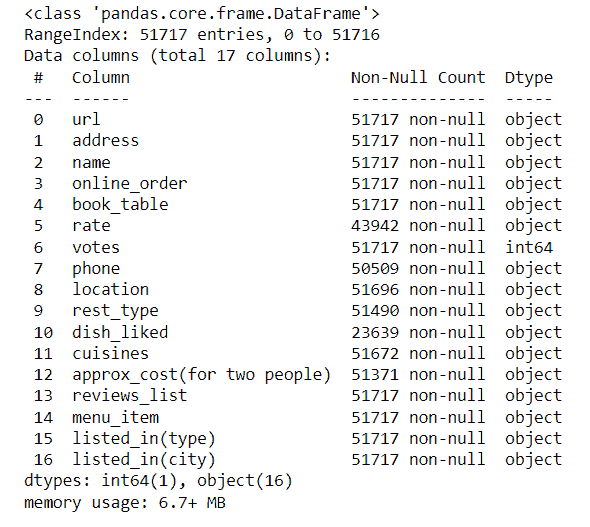 <class 'pandas.core.frame.DataFrame'>
RangeIndex: 51717 entries, 0 to 51716
Data columns (total 17 columns):
 #   Column                       Non-Null Count  Dtype
---  ------                       --------------  -----
 0   url                          51717 non-null  object
 1   address                      51717 non-null  object
 2   name                         51717 non-null  object
 3   online_order                 51717 non-null  object
 4   book_table                   51717 non-null  object
 5   rate                         43942 non-null  object
 6   votes                        51717 non-null  int64
 7   phone                        50509 non-null  object
 8   location                     51696 non-null  object
 9   rest_type                    51490 non-null  object
 10  dish_liked                   23639 non-null  object
 11  cuisines                     51672 non-null  object
 12  approx_cost(for two people)  51371 non-null  object
 13  reviews_list                 51717 non-null  object
 14  menu_item                    51717 non-null  object
 15  listed_in(type)              51717 non-null  object
 16  listed_in(city)              51717 non-null  object
dtypes: int64(1), object(16)
memory usage: 6.7+ MB